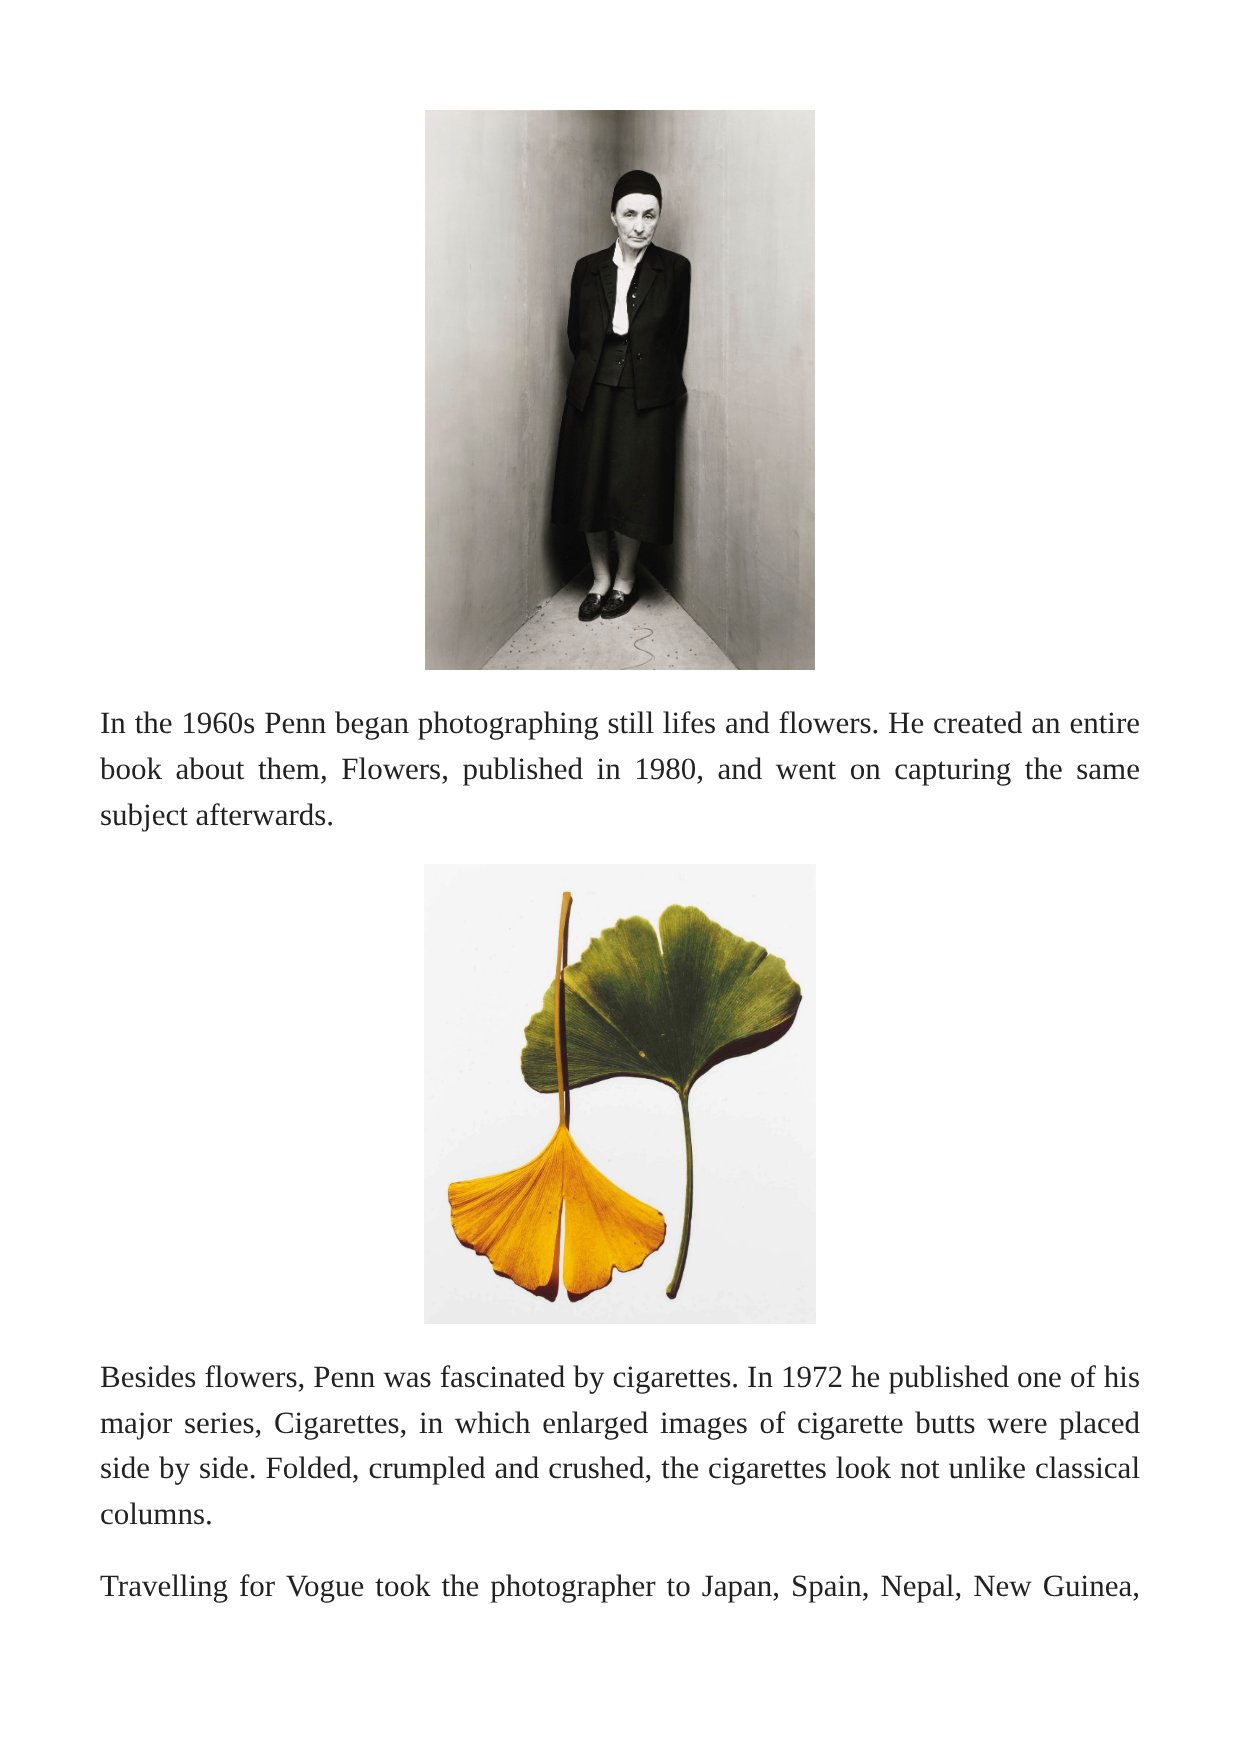 In the 1960s Penn began photographing still lifes and flowers. He created an entire
book about them, Flowers, published in 1980, and went on capturing the same
subject afterwards.
Besides flowers, Penn was fascinated by cigarettes. In 1972 he published one of his
major series, Cigarettes, in which enlarged images of cigarette butts were placed
side by side. Folded, crumpled and crushed, the cigarettes look not unlike classical
columns.
Travelling for Vogue took the photographer to Japan, Spain, Nepal, New Guinea,